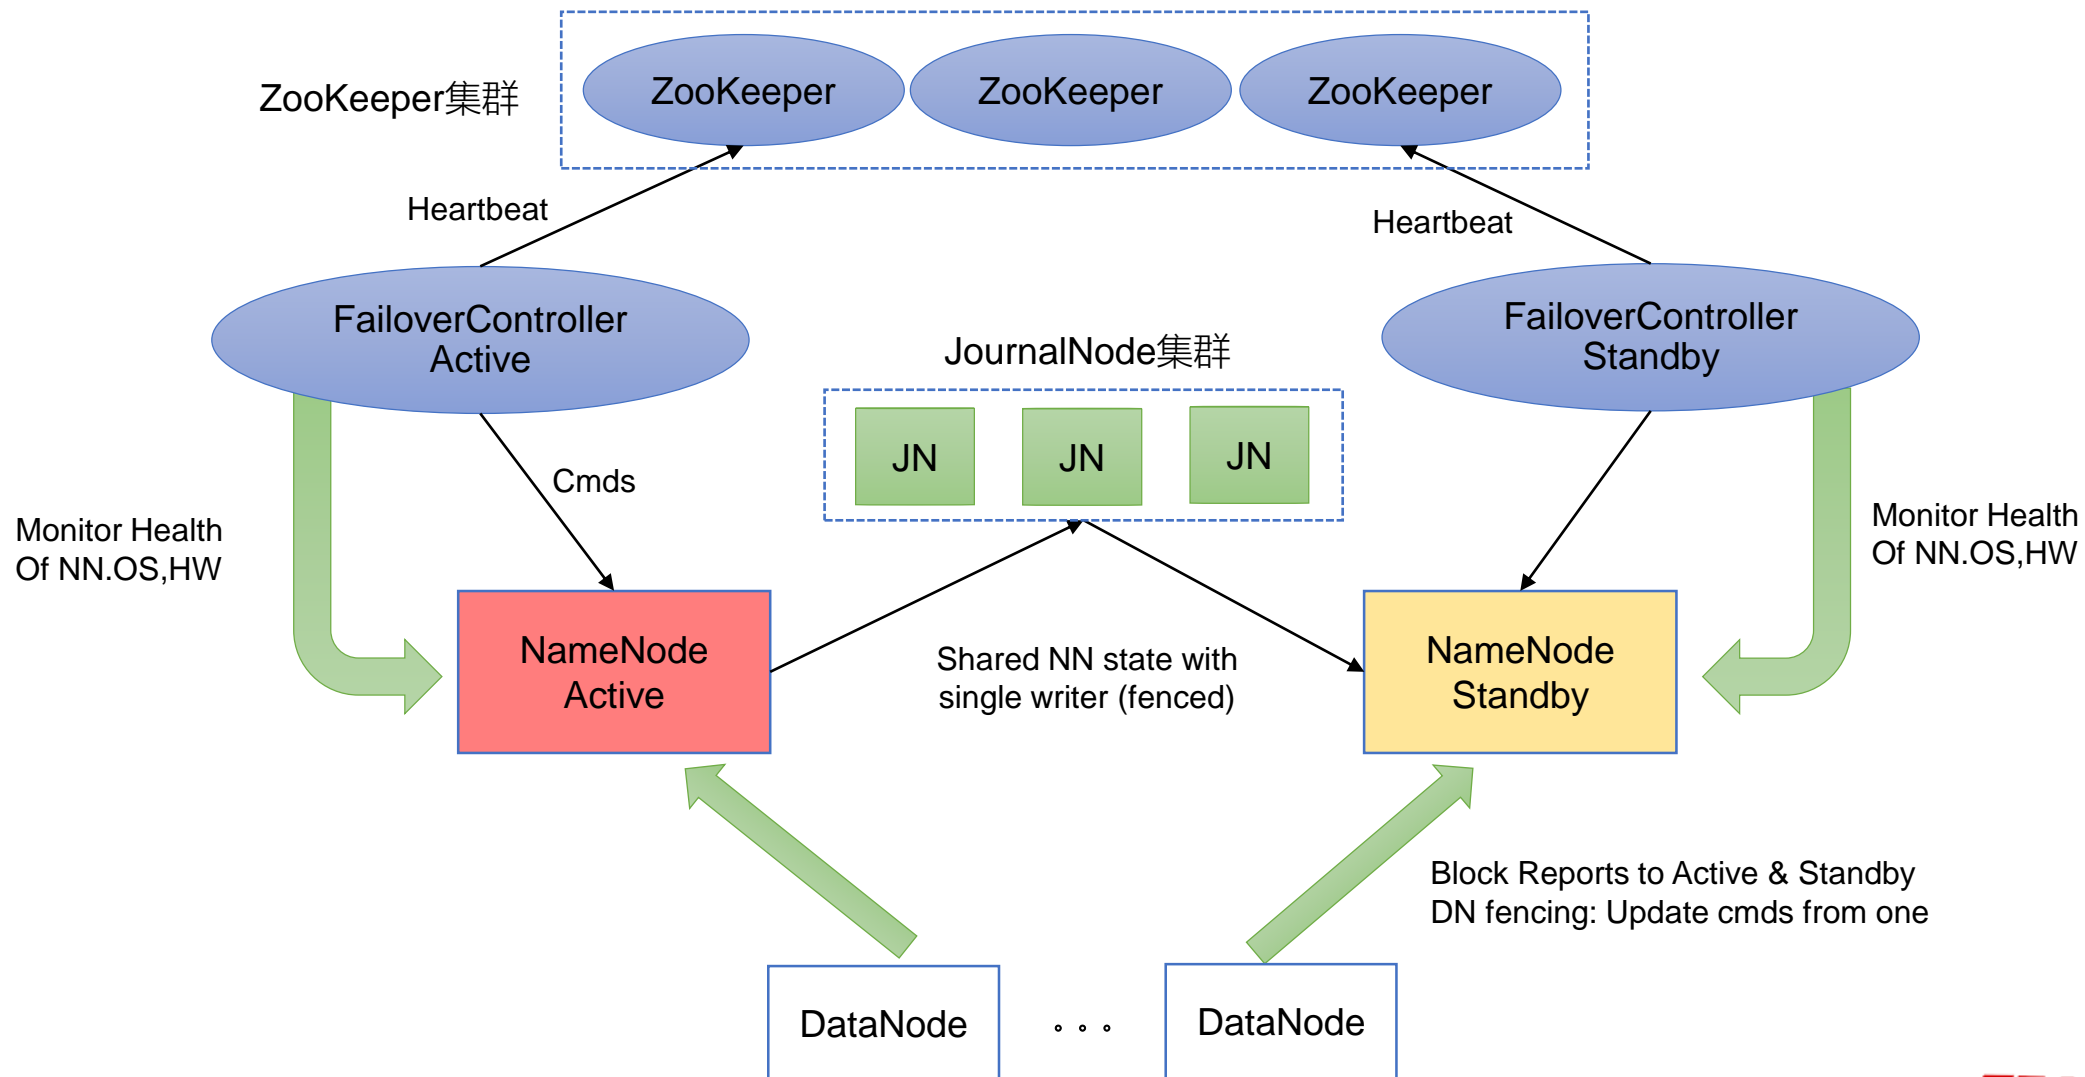 ZooKeeper集群
ZooKeeper
ZooKeeper
ZooKeeper
Heartbeat
Heartbeat
FailoverController
Active
FailoverController
Standby
JournalNode集群
JN
JN
JN
Cmds
Monitor Health
Of NN.OS,HW
Monitor Health
Of NN.OS,HW
NameNode
Active
Shared NN state with
single writer (fenced)
NameNode
Standby
Block Reports to Active & Standby
DN fencing: Update cmds from one
DataNode
。。。
DataNode